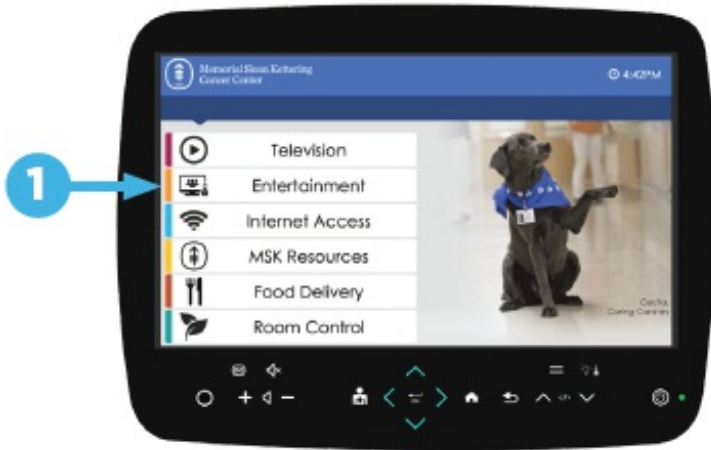 1
Memorial Sloan Kettering
Cancer Center
4:42PM
Television
Entertainment
Internet Access
MSK Resources
Food Delivery
Room Control
Caring Canines